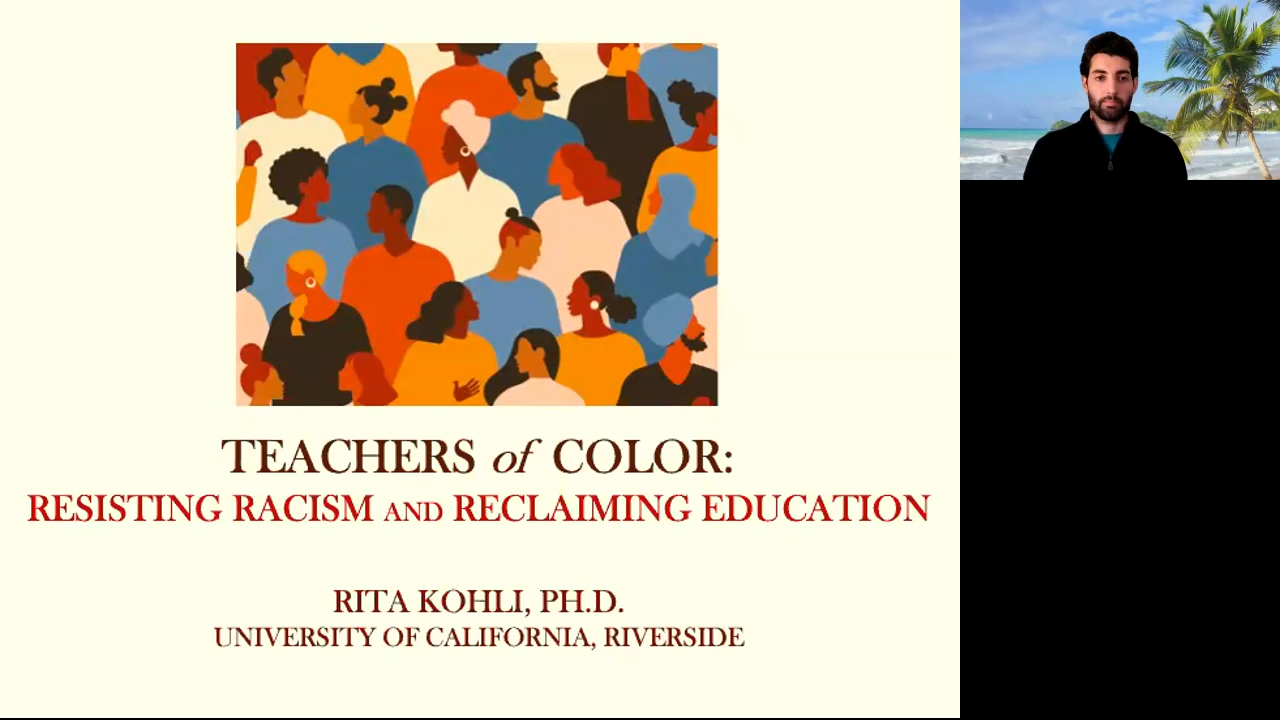 TEACHERS of COLOR:
RESISTING RACISM AND RECLAIMING EDUCATION
RITA KOHLI, PH.D.
UNIVERSITY OF CALIFORNIA, RIVERSIDE